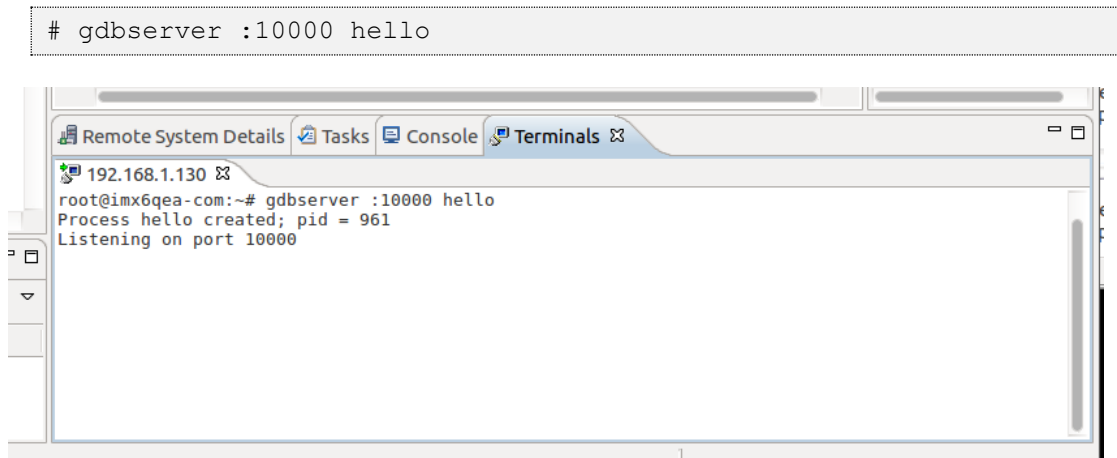 # gdbserver :10000 hello
Remote System Details Tasks Console Terminals
192.168.1.130
root@imx6qea-com:~# gdbserver :10000 hello
Process hello created; pid = 961
Listening on port 10000